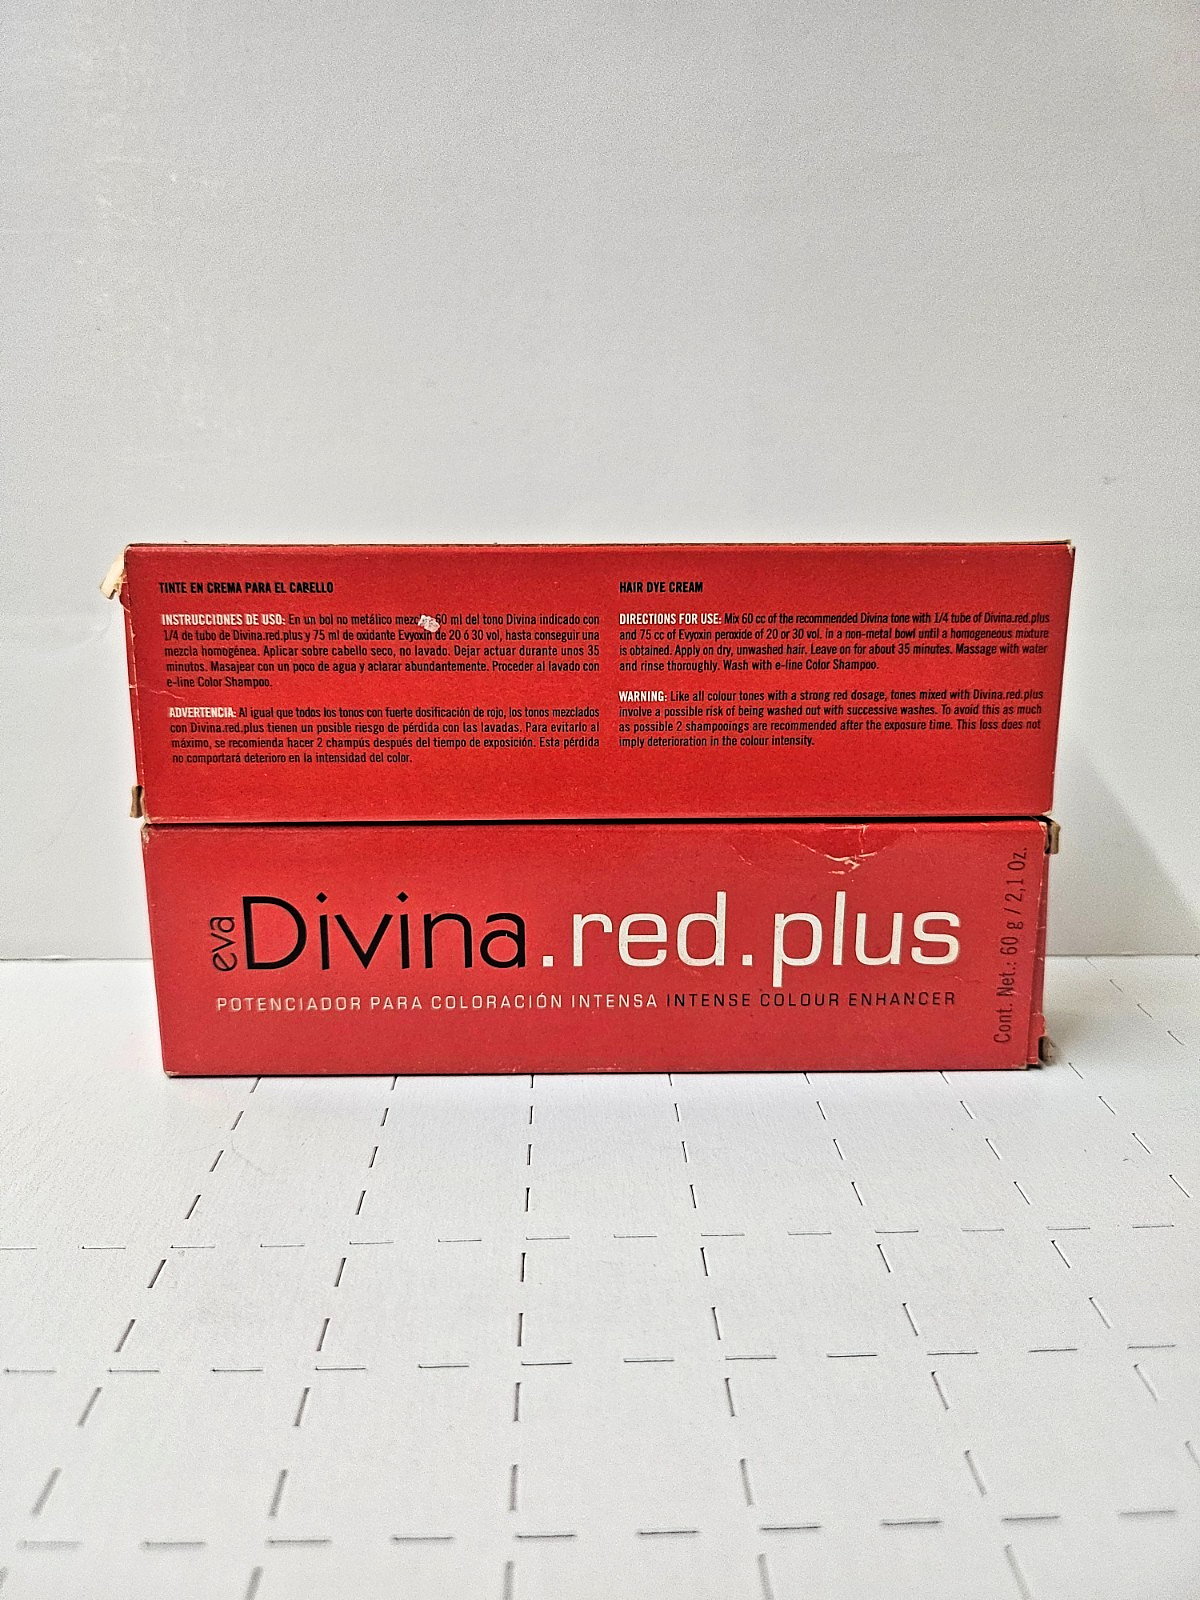 TINTE EN CREMA PARA EL CABELLO
INSTRUCCIONES DE USO: En un bol no metálico 60 ml del tono Divina indicado con
1/4 de tubo de Divina.red.plus y 75 ml de oxidante Evyoxin de 20 ó 30 vol, hasta conseguir una
mezcla homogénea. Aplicar sobre cabello seco, no lavado. Dejar actuar durante unos 35
minutos. Masajear con un poco de agua y aclarar abundantemente. Proceder al lavado con
e-line Color Shampoo.
ADVERTENCIA: Al igual que todos los tonos con fuerte dosificación de rojo, los tonos mezclados
con Divina.red.plus tienen un posible riesgo de pérdida con las lavadas. Para evitarlo al
máximo, se recomienda hacer 2 champús después del tiempo de exposición. Esta pérdida
no comportará deterioro en la intensidad del color.
HAIR DYE CREAM
DIRECTIONS FOR USE: Mix 60 cc of the recommended Divina tone with 1/4 tube of Divina.red.plus
and 75 cc of Evyoxin peroxide of 20 or 30 vol. in a non-metal bowl until a homogeneous mixture
is obtained. Apply on dry, unwashed hair. Leave on for about 35 minutes. Massage with water
and rinse thoroughly. Wash with e-line Color Shampoo.
WARNING: Like all colour tones with a strong red dosage, tones mixed with Divina.red.plus
involve a possible risk of being washed out with successive washes. To avoid this as much
as possible 2 shampooings are recommended after the exposure time. This loss does not
imply deterioration in the colour intensity.
eva Divina.red.plus
POTENCIADOR PARA COLORACIÓN INTENSA INTENSE COLOUR ENHANCER
Cont. Net.: 60 g / 2,1 Oz.